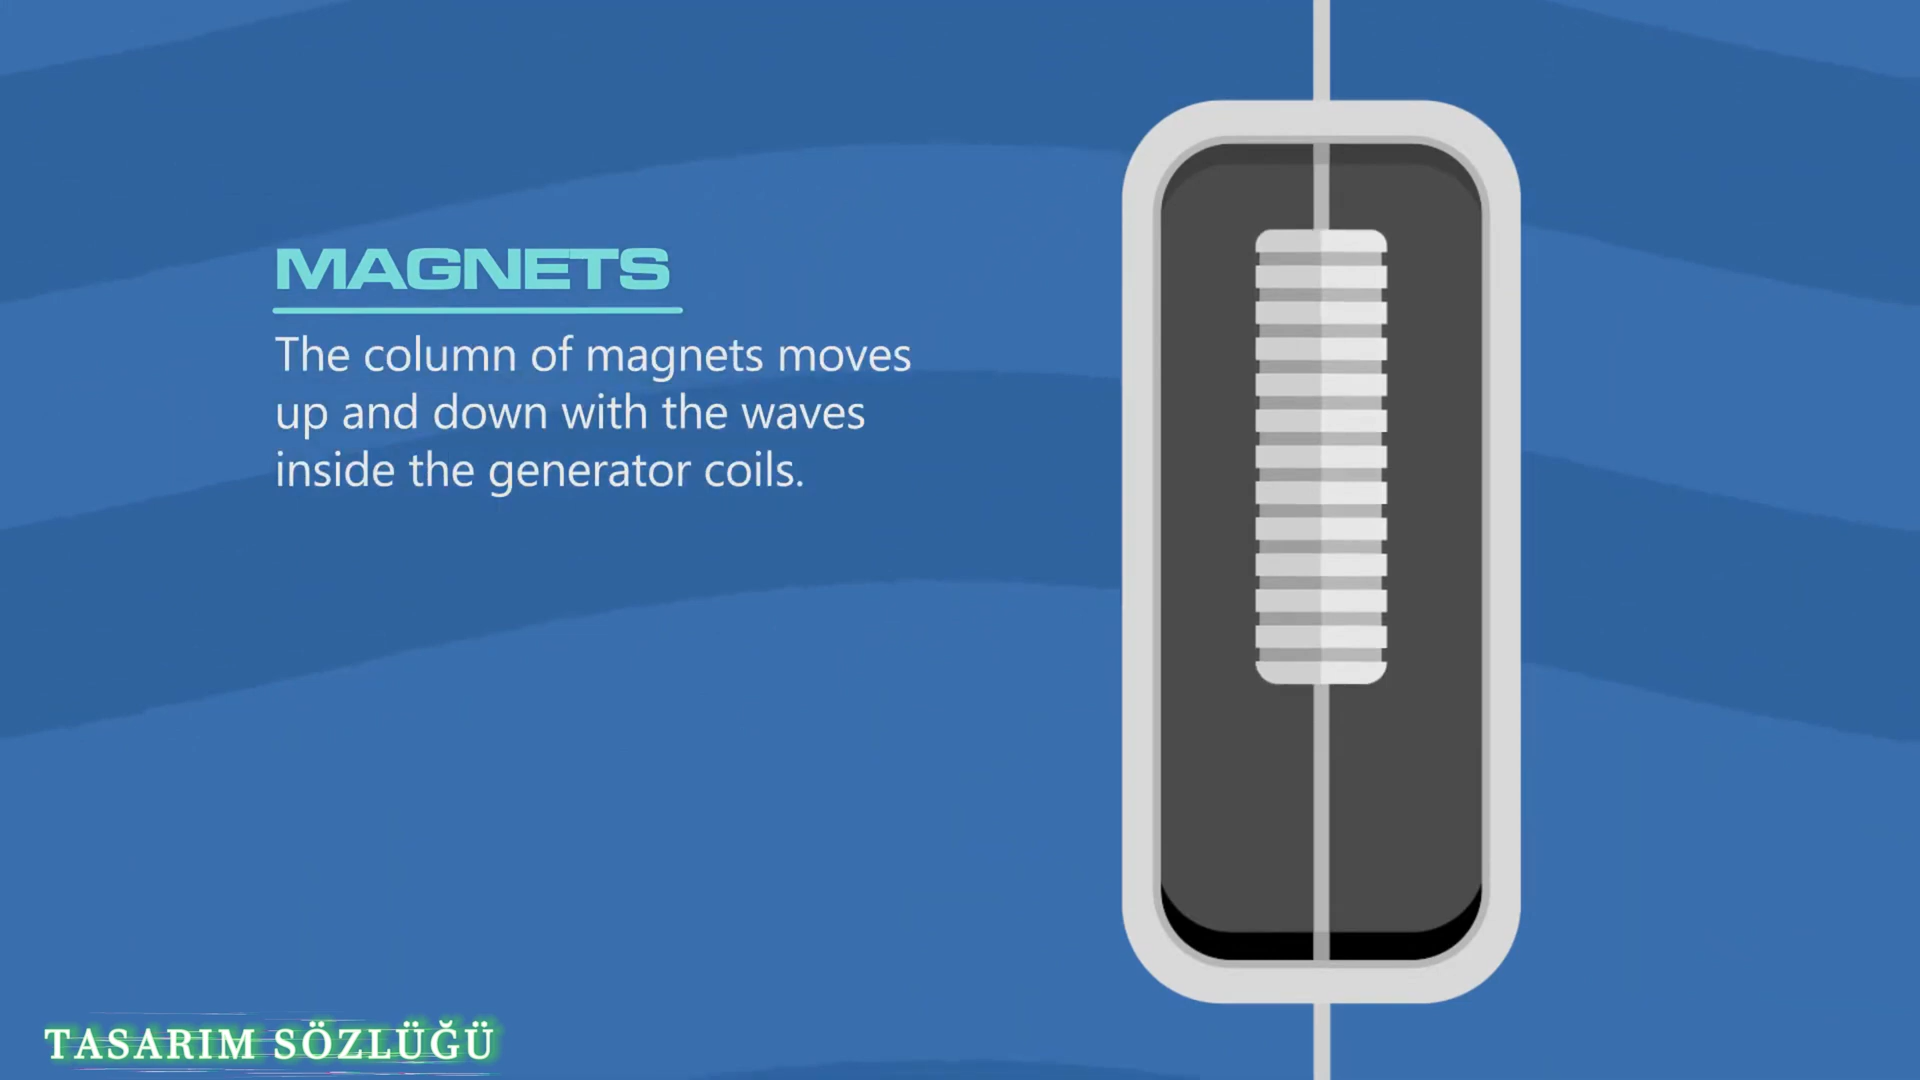 MAGNETS
The column of magnets moves
up and down with the waves
inside the generator coils.
TASARIM SÖZLÜĞÜ